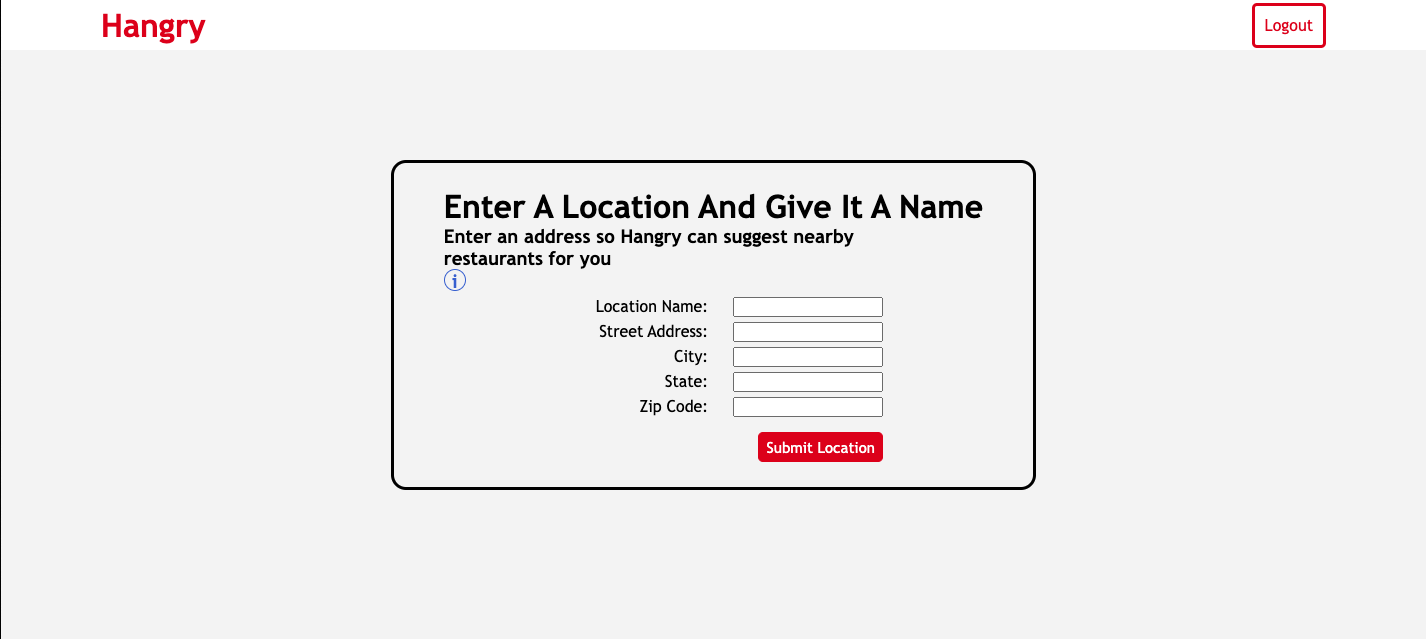 Hangry
Logout
Enter A Location And Give It A Name
Enter an address so Hangry can suggest nearby
restaurants for you
i
Location Name:
Street Address:
City:
State:
Zip Code:
Submit Location